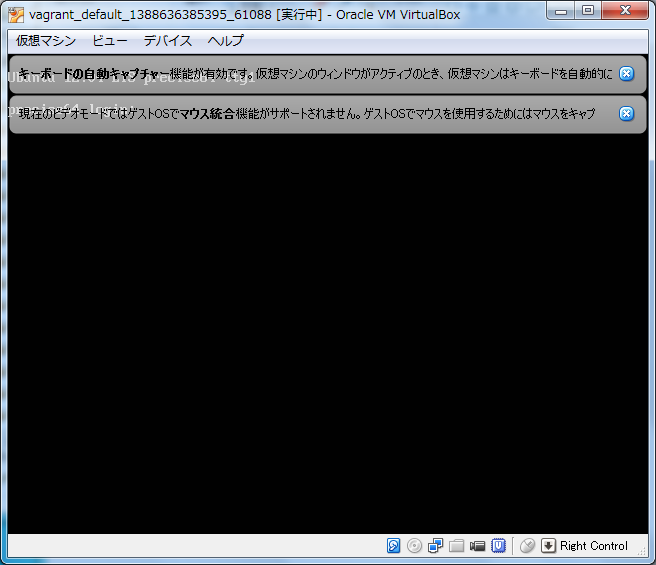 vagrant_default_1388636385395_61088 [実行中] - Oracle VM VirtualBox
仮想マシン ビュー デバイス ヘルプ
キーボードの自動キャプチャー機能が有効です。仮想マシンのウィンドウがアクティブのとき、仮想マシンはキーボードを自動的に
現在のビデオモードではゲストOSでマウス統合機能がサポートされません。ゲストOSでマウスを使用するためにはマウスをキャプ
Right Control